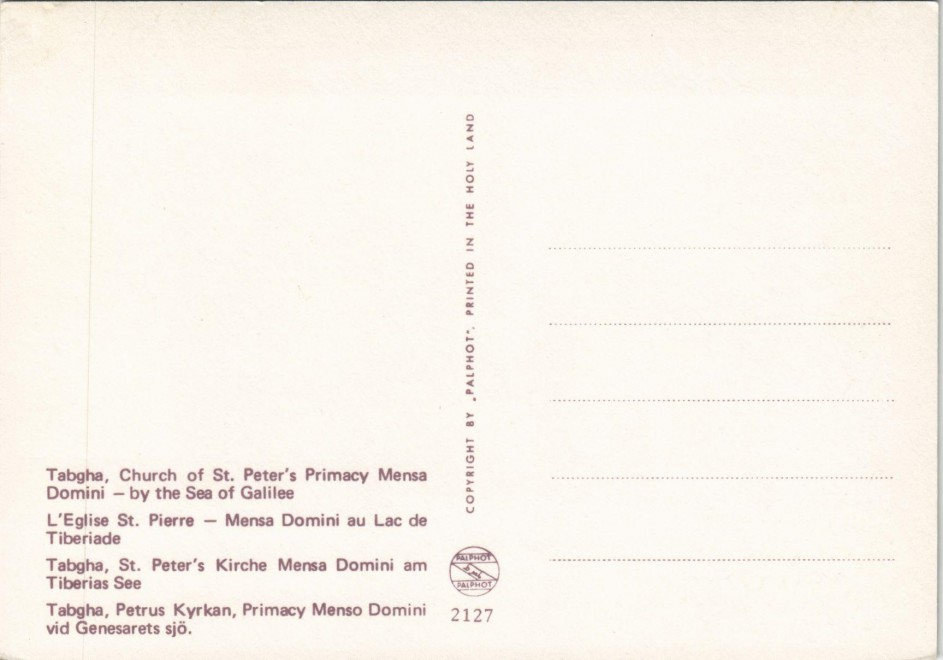 Tabgha, Church of St. Peter's Primacy Mensa
Domini – by the Sea of Galilee
L'Eglise St. Pierre – Mensa Domini au Lac de
Tiberiade
Tabgha, St. Peter's Kirche Mensa Domini am
Tiberias See
Tabgha, Petrus Kyrkan, Primacy Menso Domini
vid Genesarets sjö.
COPYRIGHT BY „PALPHOT“. PRINTED IN THE HOLY LAND
PALPHOT
PALPHOT
2127